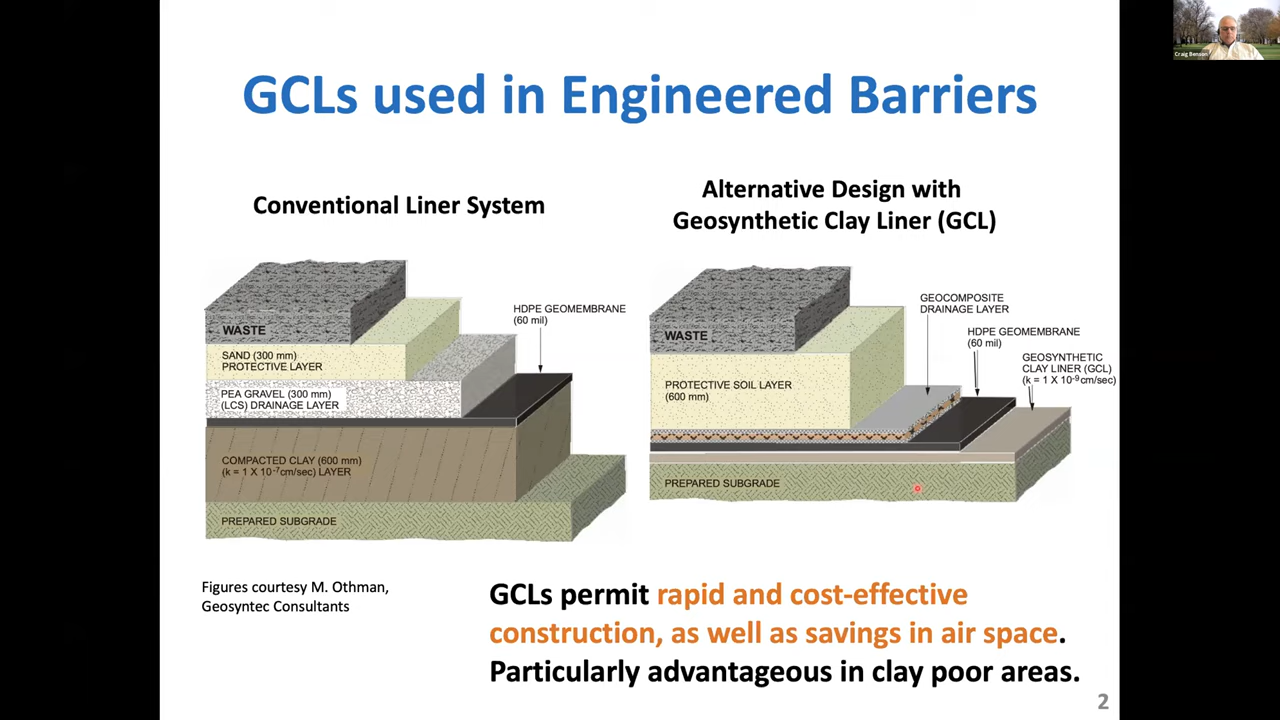 Craig Benson
GCLs used in Engineered Barriers
Conventional Liner System
WASTE
SAND (300 mm)
PROTECTIVE LAYER
PEA GRAVEL (300 mm)
(LCS) DRAINAGE LAYER
HDPE GEOMEMBRANE
(60 mil)
COMPACTED CLAY (600 mm)
(k = 1 X 10⁻⁷cm/sec) LAYER
PREPARED SUBGRADE
Alternative Design with
Geosynthetic Clay Liner (GCL)
WASTE
PROTECTIVE SOIL LAYER
(600 mm)
GEOCOMPOSITE
DRAINAGE LAYER
HDPE GEOMEMBRANE
(60 mil)
GEOSYNTHETIC
CLAY LINER (GCL)
(k = 1 X 10⁻⁹cm/sec)
PREPARED SUBGRADE
Figures courtesy M. Othman,
Geosyntec Consultants
GCLs permit rapid and cost-effective
construction, as well as savings in air space.
Particularly advantageous in clay poor areas.
2